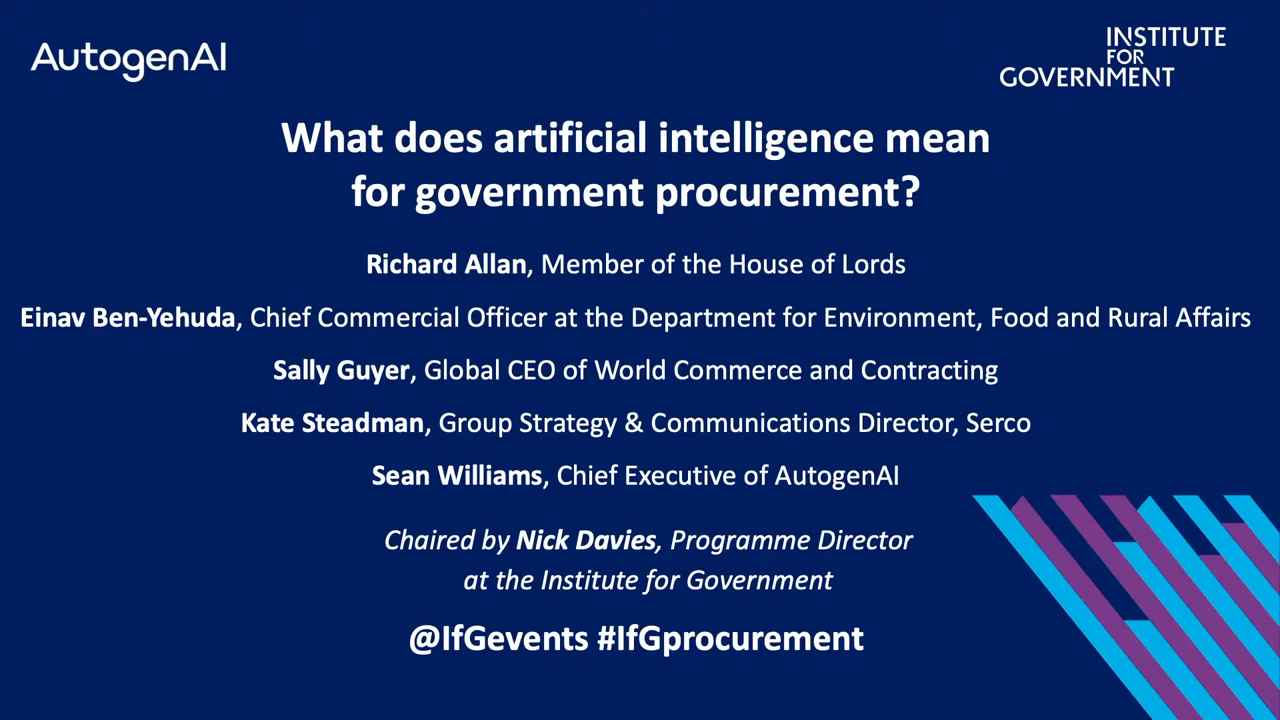 AutogenAI
INSTITUTE
FOR
GOVERNMENT
What does artificial intelligence mean
for government procurement?
Richard Allan, Member of the House of Lords
Einav Ben-Yehuda, Chief Commercial Officer at the Department for Environment, Food and Rural Affairs
Sally Guyer, Global CEO of World Commerce and Contracting
Kate Steadman, Group Strategy & Communications Director, Serco
Sean Williams, Chief Executive of AutogenAI
Chaired by Nick Davies, Programme Director
at the Institute for Government
@IfGevents #IfGprocurement